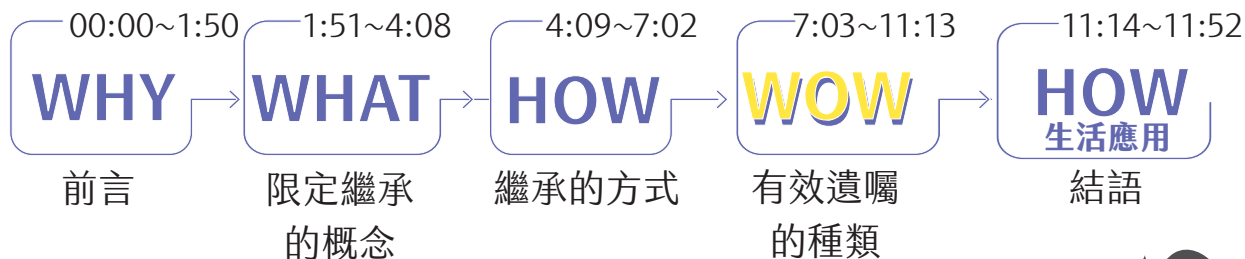 00:00~1:50
WHY
前言
1:51~4:08
WHAT
限定繼承
的概念
4:09~7:02
HOW
繼承的方式
7:03~11:13
WOW
有效遺囑
的種類
11:14~11:52
HOW
生活應用
結語